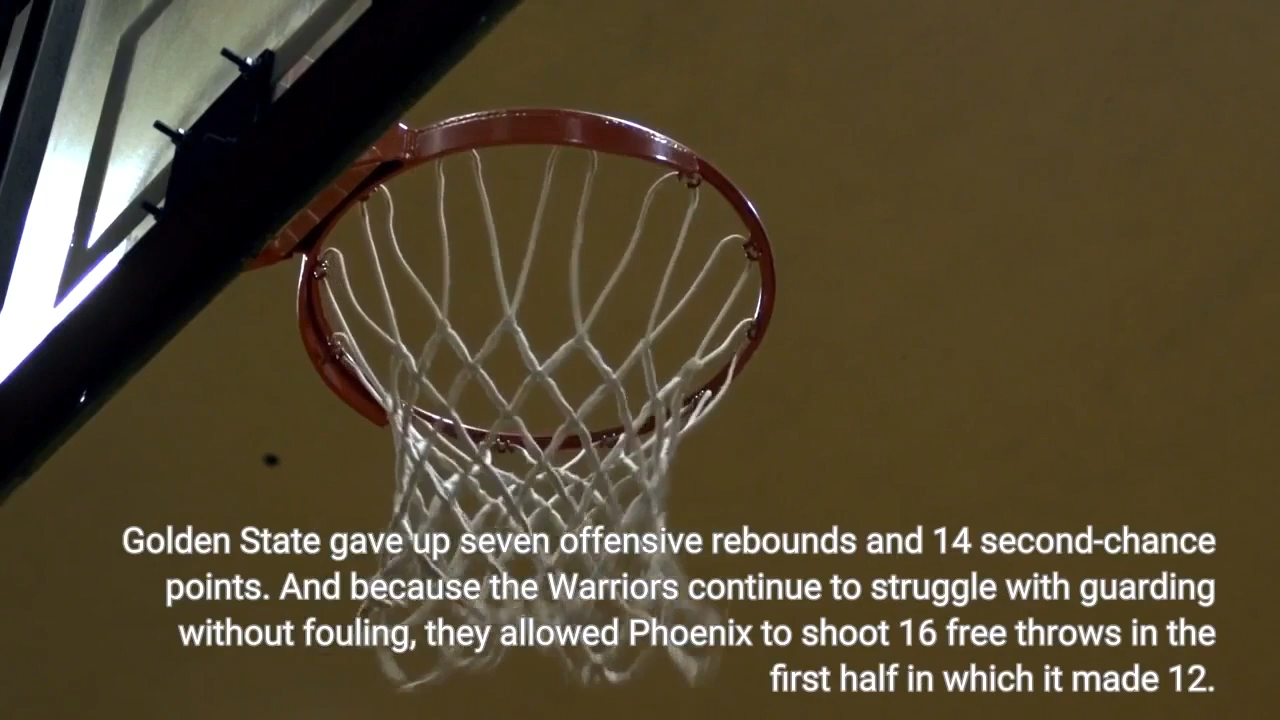 Golden State gave up seven offensive rebounds and 14 second-chance
points. And because the Warriors continue to struggle with guarding
without fouling, they allowed Phoenix to shoot 16 free throws in the
first half in which it made 12.